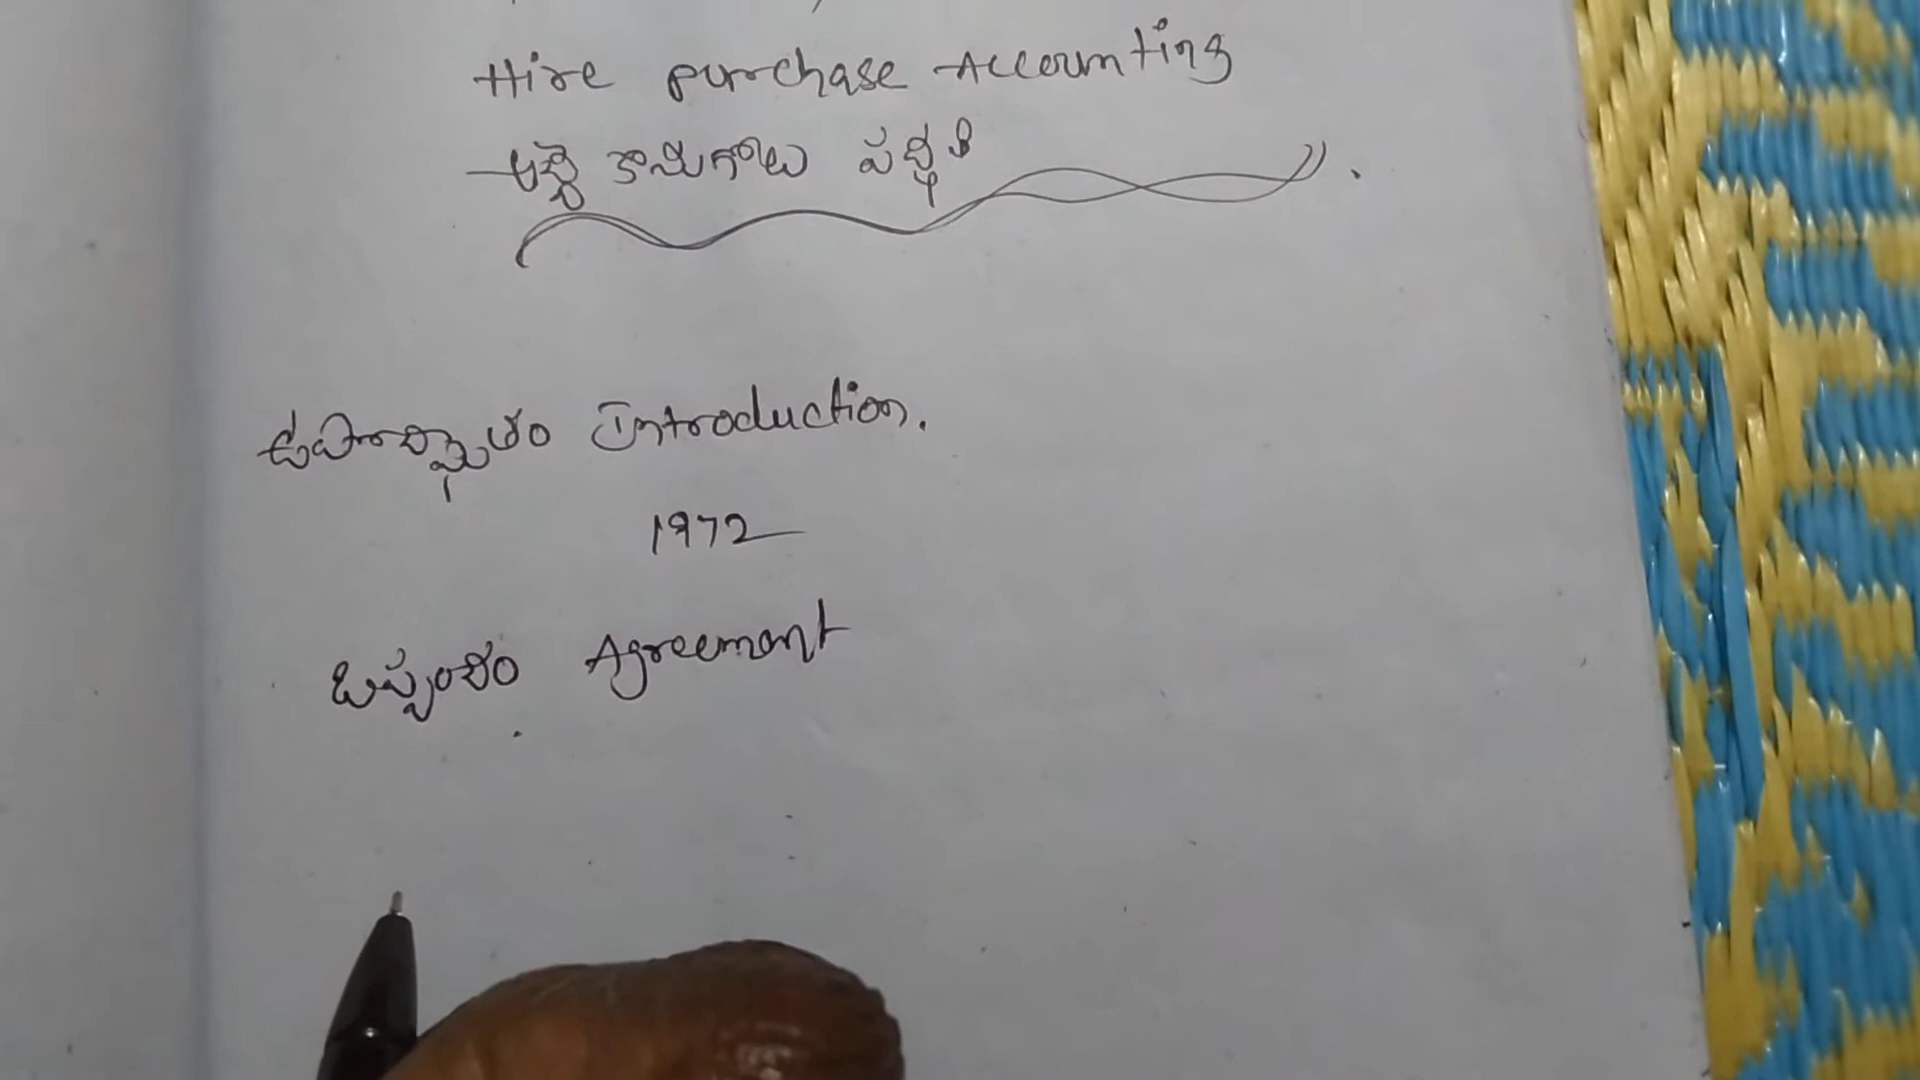 Hire purchase Accounting
అద్దె కొనుగోలు పద్ధతి
ఉపోద్ఘాతం Introduction.
1972
ఒప్పందం Agreement